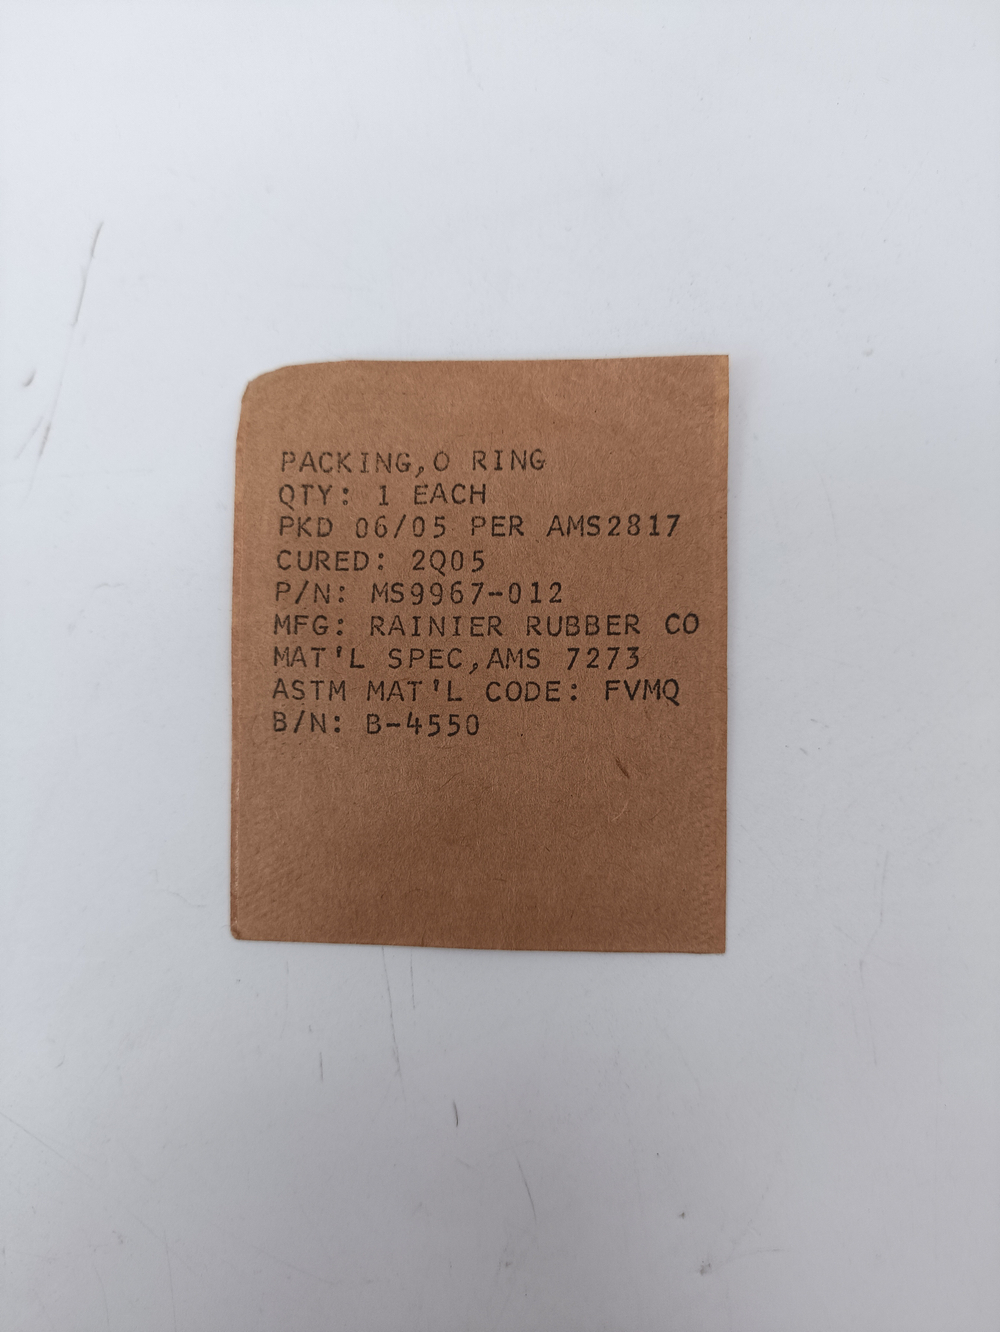 PACKING,O RING
QTY: 1 EACH
PKD 06/05 PER AMS2817
CURED: 2Q05
P/N: MS9967-012
MFG: RAINIER RUBBER CO
MAT'L SPEC,AMS 7273
ASTM MAT'L CODE: FVMQ
B/N: B-4550